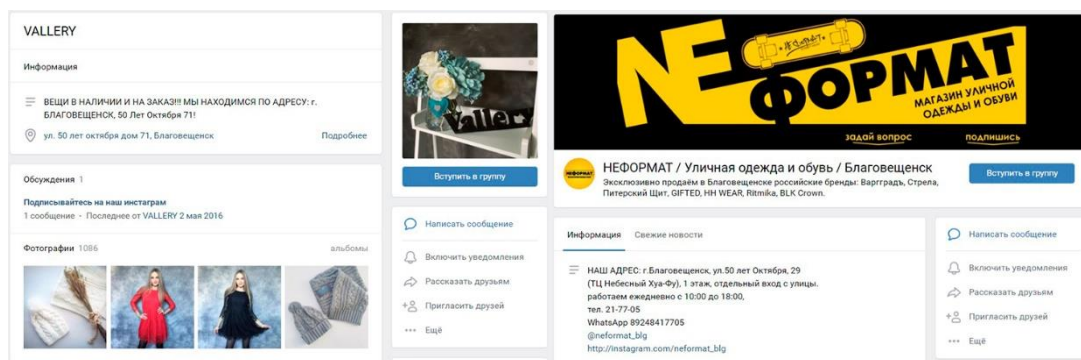 VALLERY
Информация
ВЕЩИ В НАЛИЧИИ И НА ЗАКАЗ!!! МЫ НАХОДИМСЯ ПО АДРЕСУ: г.
БЛАГОВЕЩЕНСК, 50 Лет Октября 71!
ул. 50 лет октября дом 71, Благовещенск
Подробнее
Обсуждения 1
Подписывайтесь на наш инстаграм
1 сообщение - Последнее от VALLERY 2 мая 2016
Фотографии 1086
альбомы
Vallery
Вступить в группу
Написать сообщение
Включить уведомления
Рассказать друзьям
Пригласить друзей
Ещё
NEФОРМАТ
МАГАЗИН УЛИЧНОЙ
ОДЕЖДЫ И ОБУВИ
задай вопрос
подпишись
НЕФОРМАТ
НЕФОРМАТ / Уличная одежда и обувь / Благовещенск
Эксклюзивно продаём в Благовещенске российские бренды: Варгградъ, Стрела,
Питерский Щит, GIFTED, HH WEAR, Ritmika, BLK Crown.
Вступить в группу
Информация
Свежие новости
НАШ АДРЕС: г.Благовещенск, ул.50 лет Октября, 29
(ТЦ Небесный Хуа-Фу), 1 этаж, отдельный вход с улицы.
работаем ежедневно с 10:00 до 18:00,
тел. 21-77-05
WhatsApp 89248417705
@neformat_blg
http://instagram.com/neformat_blg
Написать сообщение
Включить уведомления
Рассказать друзьям
Пригласить друзей
Ещё